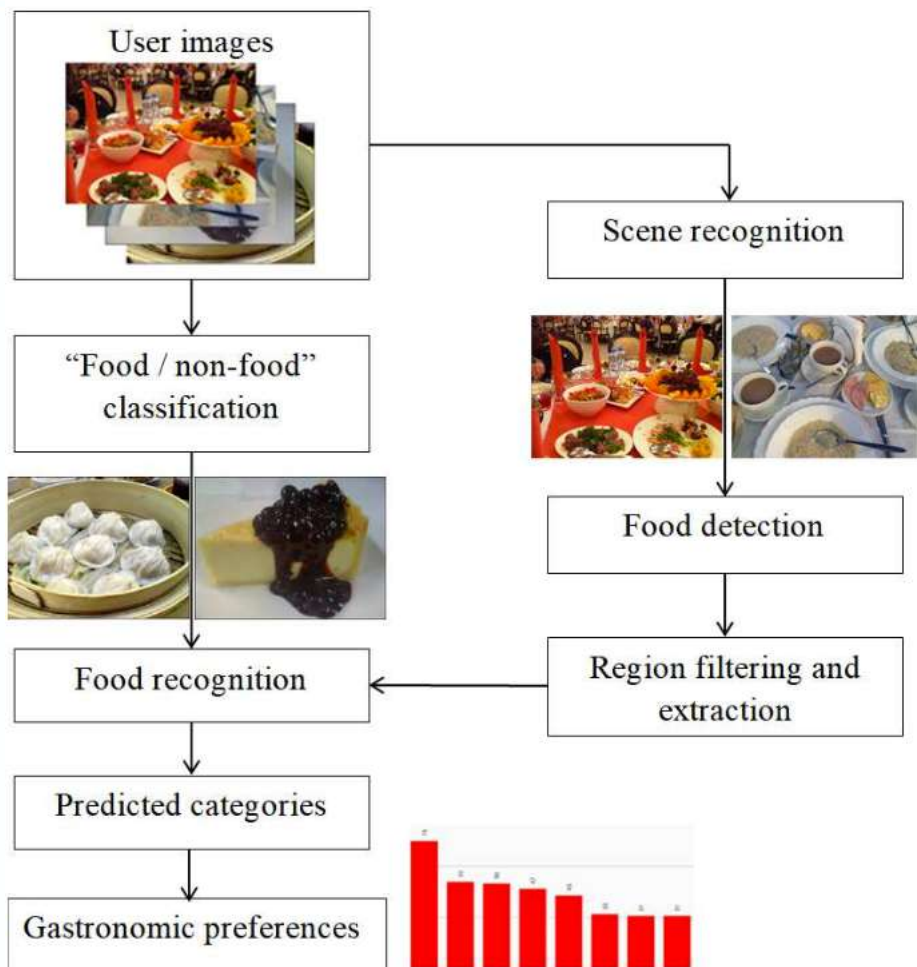 User images
Scene recognition
“Food / non-food”
classification
Food detection
Food recognition
Region filtering and
extraction
Predicted categories
Gastronomic preferences